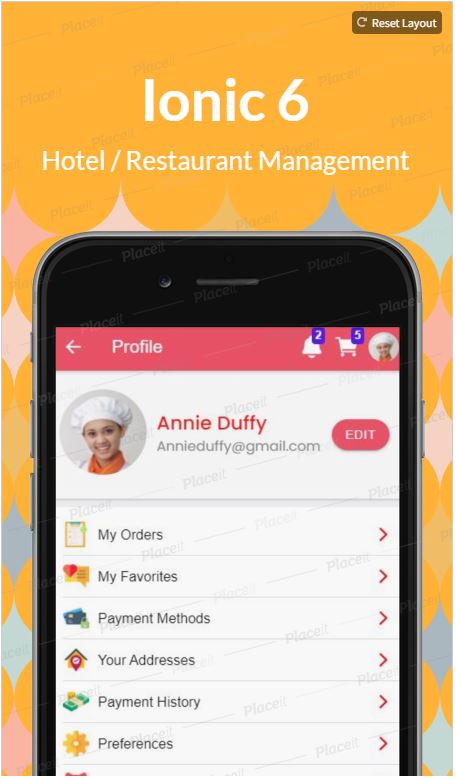 Reset Layout
Ionic 6
Hotel / Restaurant Management
Placeit
Profile
2
5
Annie Duffy
Annieduffy@gmail.com
EDIT
My Orders
My Favorites
Payment Methods
Your Addresses
Payment History
Preferences